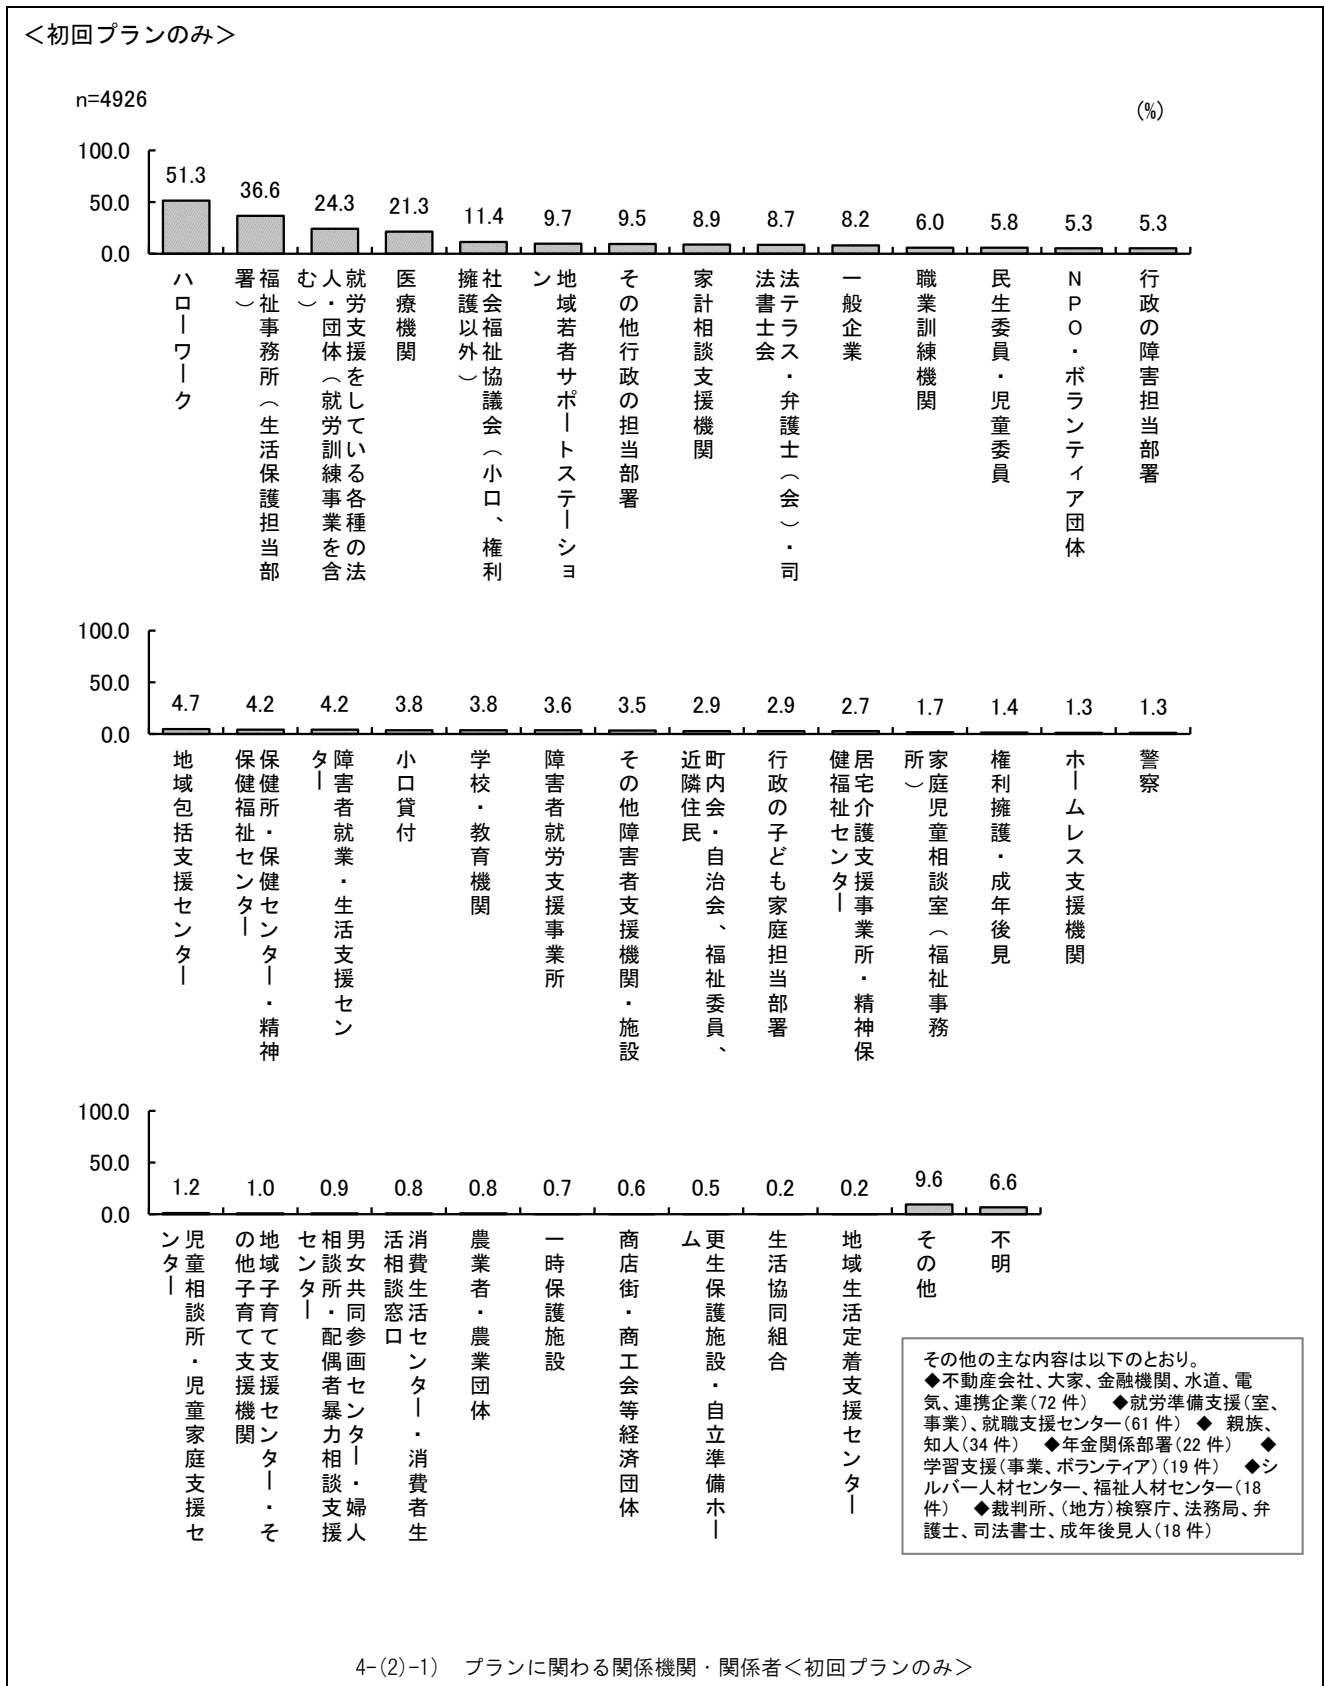 ＜初回プランのみ＞
n=4926
(%)
100.0
50.0
0.0
51.3
36.6
24.3
21.3
11.4
9.7
9.5
8.9
8.7
8.2
6.0
5.8
5.3
5.3
ハローワーク
福祉事務所（生活保護担当部
署）
就労支援をしている各種の法
人・団体（就労訓練事業を含
む）
医療機関
社会福祉協議会（小口、権利
擁護以外）
地域若者サポートステーショ
ン
その他行政の担当部署
家計相談支援機関
法テラス・弁護士（会）・司
法書士会
一般企業
職業訓練機関
民生委員・児童委員
ＮＰＯ・ボランティア団体
行政の障害担当部署
100.0
50.0
0.0
4.7
4.2
4.2
3.8
3.8
3.6
3.5
2.9
2.9
2.7
1.7
1.4
1.3
1.3
地域包括支援センター
保健所・保健センター・精神
保健福祉センター
障害者就業・生活支援セン
ター
小口貸付
学校・教育機関
障害者就労支援事業所
その他障害者支援機関・施設
町内会・自治会、福祉委員、
近隣住民
行政の子ども家庭担当部署
居宅介護支援事業所・精神保
健福祉センター
家庭児童相談室（福祉事務
所）
権利擁護・成年後見
ホームレス支援機関
警察
100.0
50.0
0.0
1.2
1.0
0.9
0.8
0.8
0.7
0.6
0.5
0.2
0.2
9.6
6.6
児童相談所・児童家庭支援セ
ンター
地域子育て支援センター・そ
の他子育て支援機関
男女共同参画センター・婦人
相談所・配偶者暴力相談支援
センター
消費生活センター・消費者生
活相談窓口
農業者・農業団体
一時保護施設
商店街・商工会等経済団体
更生保護施設・自立準備ホー
ム
生活協同組合
地域生活定着支援センター
その他
不明
その他の主な内容は以下のとおり。
◆不動産会社、大家、金融機関、水道、電
気、連携企業(72 件)　◆就労準備支援(室、
事業)、就職支援センター(61 件) ◆ 親族、
知人(34 件)　◆年金関係部署(22 件)　◆
学習支援(事業、ボランティア)(19 件)　◆シ
ルバー人材センター、福祉人材センター(18
件)　◆裁判所、(地方)検察庁、法務局、弁
護士、司法書士、成年後見人(18 件)
4-(2)-1)　プランに関わる関係機関・関係者＜初回プランのみ＞